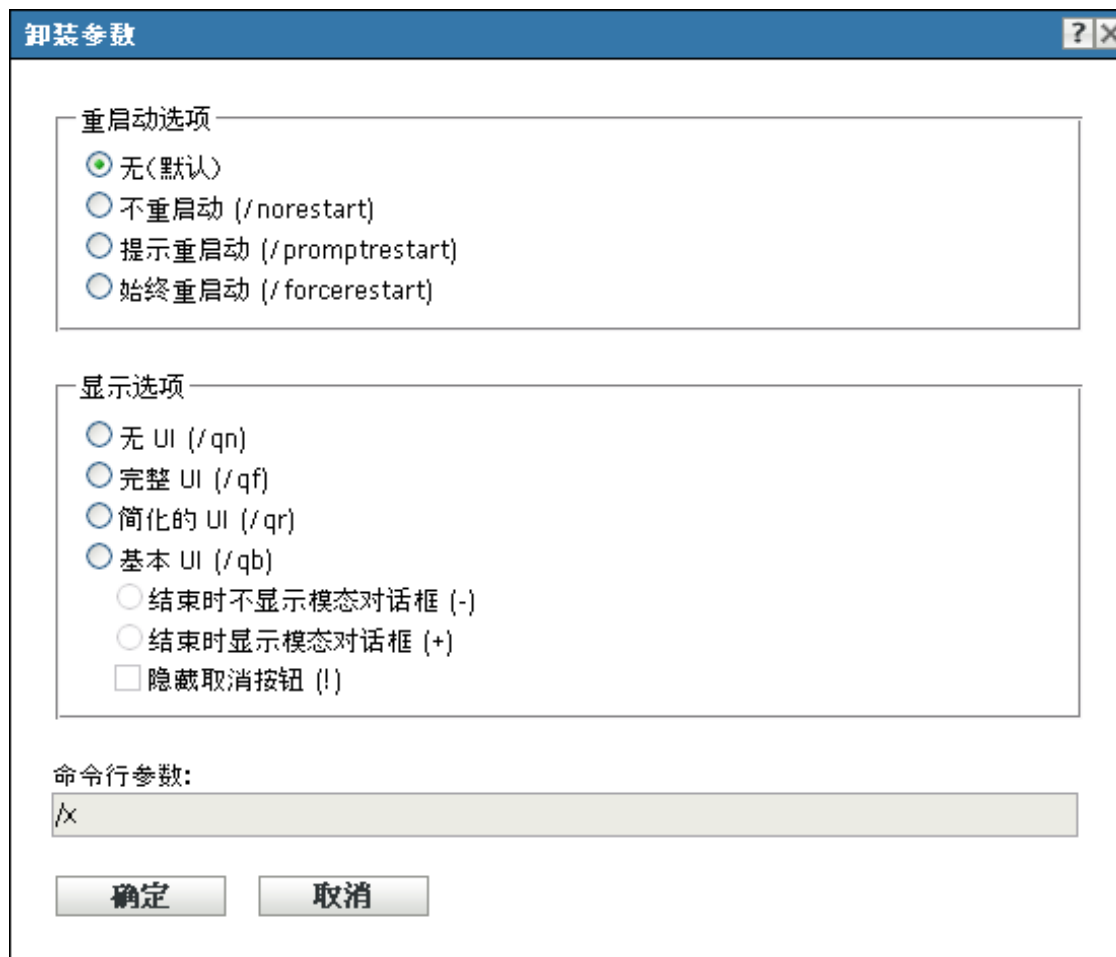 卸装参数
重启动选项
无(默认)
不重启动 (/norestart)
提示重启动 (/promptrestart)
始终重启动 (/forcerestart)
显示选项
无 UI (/qn)
完整 UI (/qf)
简化的 UI (/qr)
基本 UI (/qb)
结束时不显示模态对话框 (-)
结束时显示模态对话框 (+)
隐藏取消按钮 (!)
命令行参数:
/x
确定 取消